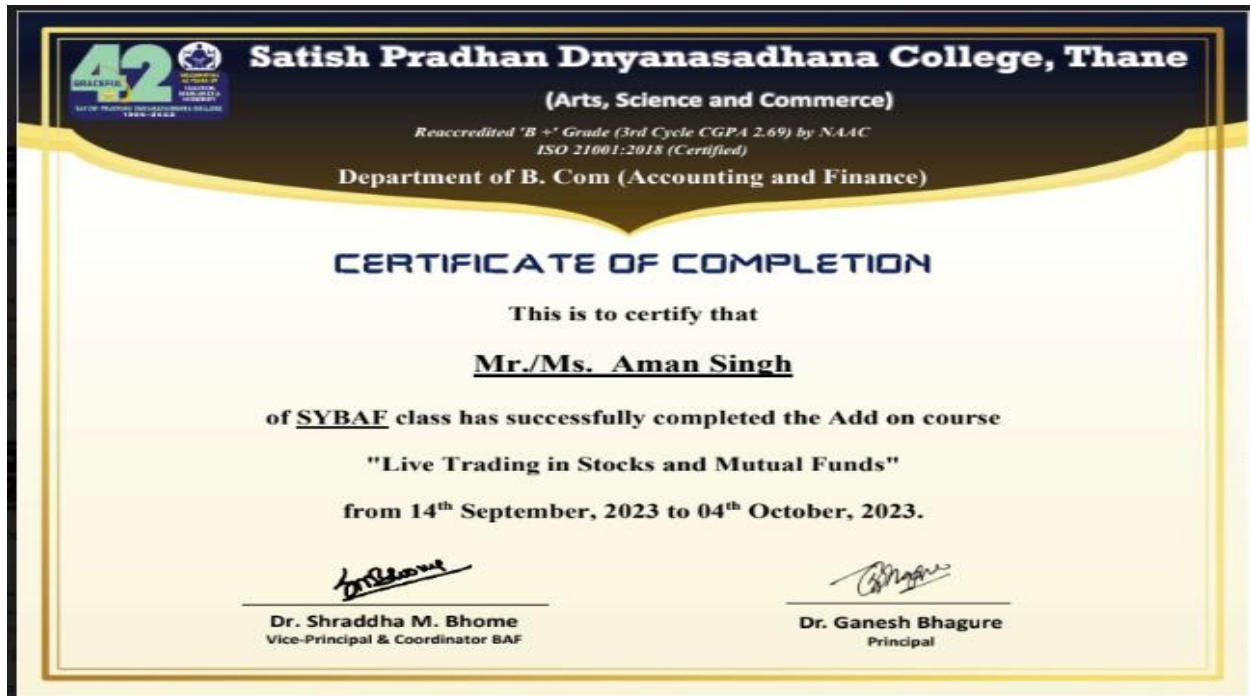 42
GRACEFUL
Satish Pradhan Dnyanasadhana College, Thane
(Arts, Science and Commerce)
Reaccredited 'B +' Grade (3rd Cycle CGPA 2.69) by NAAC
ISO 21001:2018 (Certified)
Department of B. Com (Accounting and Finance)
CERTIFICATE OF COMPLETION
This is to certify that
Mr./Ms. Aman Singh
of SYBAF class has successfully completed the Add on course
"Live Trading in Stocks and Mutual Funds"
from 14th September, 2023 to 04th October, 2023.
Dr. Shraddha M. Bhome
Vice-Principal & Coordinator BAF
Dr. Ganesh Bhagure
Principal